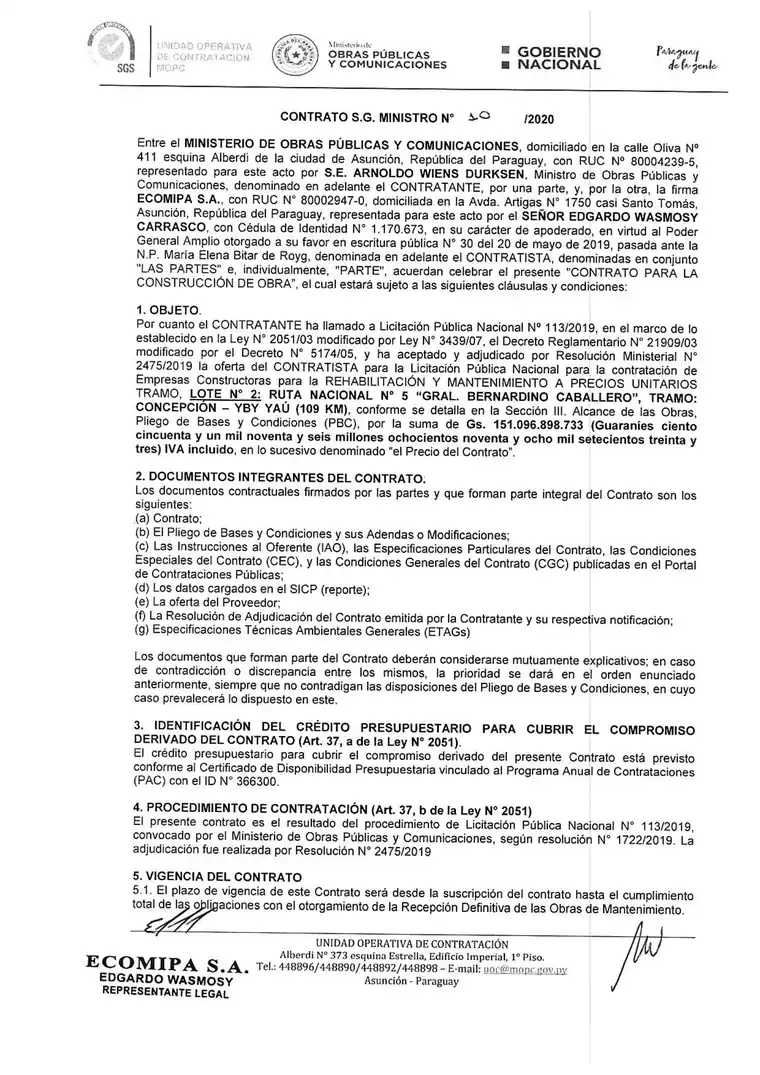 SGS
UNIDAD OPERATIVA
DE CONTRATACION
MOPC
Ministerio de
OBRAS PÚBLICAS
Y COMUNICACIONES
GOBIERNO
NACIONAL
Paraguay
de la gente
CONTRATO S.G. MINISTRO N° /2020
Entre el MINISTERIO DE OBRAS PÚBLICAS Y COMUNICACIONES, domiciliado en la calle Oliva Nº
411 esquina Alberdi de la ciudad de Asunción, República del Paraguay, con RUC Nº 80004239-5,
representado para este acto por S.E. ARNOLDO WIENS DURKSEN, Ministro de Obras Públicas y
Comunicaciones, denominado en adelante el CONTRATANTE, por una parte, y, por la otra, la firma
ECOMIPA S.A., con RUC N° 80002947-0, domiciliada en la Avda. Artigas N° 1750 casi Santo Tomás,
Asunción, República del Paraguay, representada para este acto por el SEÑOR EDGARDO WASMOSY
CARRASCO, con Cédula de Identidad N° 1.170.673, en su carácter de apoderado, en virtud al Poder
General Amplio otorgado a su favor en escritura pública N° 30 del 20 de mayo de 2019, pasada ante la
N.P. María Elena Bitar de Royg, denominada en adelante el CONTRATISTA, denominadas en conjunto
"LAS PARTES" e, individualmente, "PARTE", acuerdan celebrar el presente "CONTRATO PARA LA
CONSTRUCCIÓN DE OBRA", el cual estará sujeto a las siguientes cláusulas y condiciones:
1. OBJETO.
Por cuanto el CONTRATANTE ha llamado a Licitación Pública Nacional Nº 113/2019, en el marco de lo
establecido en la Ley N° 2051/03 modificado por Ley N° 3439/07, el Decreto Reglamentario N° 21909/03
modificado por el Decreto N° 5174/05, y ha aceptado y adjudicado por Resolución Ministerial N°
2475/2019 la oferta del CONTRATISTA para la Licitación Pública Nacional para la contratación de
Empresas Constructoras para la REHABILITACIÓN Y MANTENIMIENTO A PRECIOS UNITARIOS
TRAMO, LOTE N° 2: RUTA NACIONAL N° 5 “GRAL. BERNARDINO CABALLERO”, TRAMO:
CONCEPCIÓN – YBY YAÚ (109 KM), conforme se detalla en la Sección III. Alcance de las Obras,
Pliego de Bases y Condiciones (PBC), por la suma de Gs. 151.096.898.733 (Guaraníes ciento
cincuenta y un mil noventa y seis millones ochocientos noventa y ocho mil setecientos treinta y
tres) IVA incluido, en lo sucesivo denominado “el Precio del Contrato”.
2. DOCUMENTOS INTEGRANTES DEL CONTRATO.
Los documentos contractuales firmados por las partes y que forman parte integral del Contrato son los
siguientes:
(a) Contrato;
(b) El Pliego de Bases y Condiciones y sus Adendas o Modificaciones;
(c) Las Instrucciones al Oferente (IAO), las Especificaciones Particulares del Contrato, las Condiciones
Especiales del Contrato (CEC), y las Condiciones Generales del Contrato (CGC) publicadas en el Portal
de Contrataciones Públicas;
(d) Los datos cargados en el SICP (reporte);
(e) La oferta del Proveedor;
(f) La Resolución de Adjudicación del Contrato emitida por la Contratante y su respectiva notificación;
(g) Especificaciones Técnicas Ambientales Generales (ETAGs)
Los documentos que forman parte del Contrato deberán considerarse mutuamente explicativos; en caso
de contradicción o discrepancia entre los mismos, la prioridad se dará en el orden enunciado
anteriormente, siempre que no contradigan las disposiciones del Pliego de Bases y Condiciones, en cuyo
caso prevalecerá lo dispuesto en este.
3. IDENTIFICACIÓN DEL CRÉDITO PRESUPUESTARIO PARA CUBRIR EL COMPROMISO
DERIVADO DEL CONTRATO (Art. 37, a de la Ley N° 2051).
El crédito presupuestario para cubrir el compromiso derivado del presente Contrato está previsto
conforme al Certificado de Disponibilidad Presupuestaria vinculado al Programa Anual de Contrataciones
(PAC) con el ID N° 366300.
4. PROCEDIMIENTO DE CONTRATACIÓN (Art. 37, b de la Ley N° 2051)
El presente contrato es el resultado del procedimiento de Licitación Pública Nacional N° 113/2019,
convocado por el Ministerio de Obras Públicas y Comunicaciones, según resolución N° 1722/2019. La
adjudicación fue realizada por Resolución N° 2475/2019
5. VIGENCIA DEL CONTRATO
5.1. El plazo de vigencia de este Contrato será desde la suscripción del contrato hasta el cumplimiento
total de las obligaciones con el otorgamiento de la Recepción Definitiva de las Obras de Mantenimiento.
UNIDAD OPERATIVA DE CONTRATACIÓN
Alberdi N° 373 esquina Estrella, Edificio Imperial, 1° Piso.
Tel.: 448896/448890/448892/448898 – E-mail: uoc@mopc.gov.py
Asunción - Paraguay
ECOMIPA S.A.
EDGARDO WASMOSY
REPRESENTANTE LEGAL